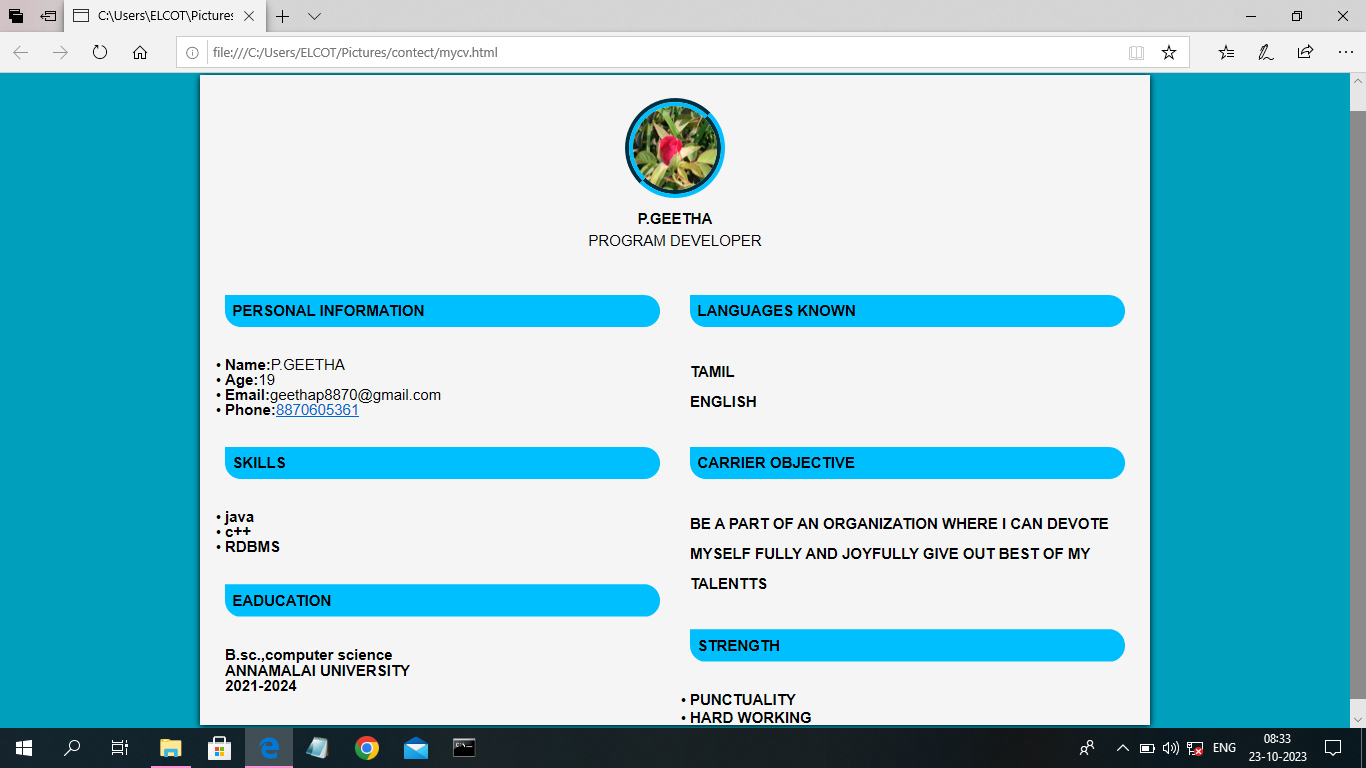 C:\Users\ELCOT\Pictures
file:///C:/Users/ELCOT/Pictures/contect/mycv.html
P.GEETHA
PROGRAM DEVELOPER
PERSONAL INFORMATION
• Name:P.GEETHA
• Age:19
• Email:geethap8870@gmail.com
• Phone:8870605361
SKILLS
• java
• c++
• RDBMS
EADUCATION
B.sc.,computer science
ANNAMALAI UNIVERSITY
2021-2024
LANGUAGES KNOWN
TAMIL
ENGLISH
CARRIER OBJECTIVE
BE A PART OF AN ORGANIZATION WHERE I CAN DEVOTE
MYSELF FULLY AND JOYFULLY GIVE OUT BEST OF MY
TALENTTS
STRENGTH
• PUNCTUALITY
• HARD WORKING
ENG
08:33
23-10-2023